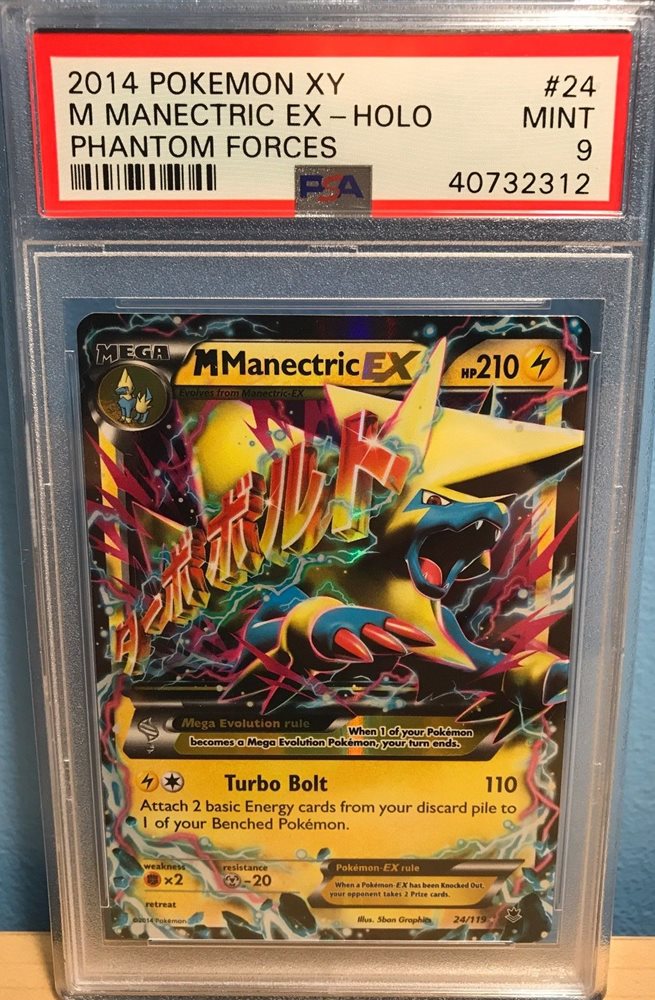 2014 POKEMON XY #24
M MANECTRIC EX – HOLO MINT
PHANTOM FORCES 9
PSA 40732312
MEGA M Manectric EX HP210
Evolves from Manectric-EX
ターボボルト
Mega Evolution rule
When 1 of your Pokémon
becomes a Mega Evolution Pokémon, your turn ends.
Turbo Bolt 110
Attach 2 basic Energy cards from your discard pile to
1 of your Benched Pokémon.
weakness resistance Pokémon-EX rule
×2 -20
When a Pokémon-EX has been Knocked Out,
your opponent takes 2 Prize cards.
retreat
©2014 Pokémon Illus. 5ban Graphics 24/119